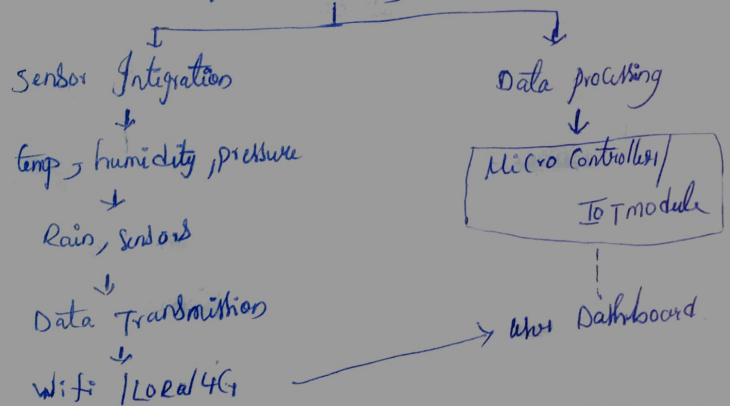 Sensor Integration
Data processing
temp, humidity, pressure
Micro Controller/
IoT module
Rain, Sensors
Data Transmission
User Dashboard
Wifi /LoRa/4G